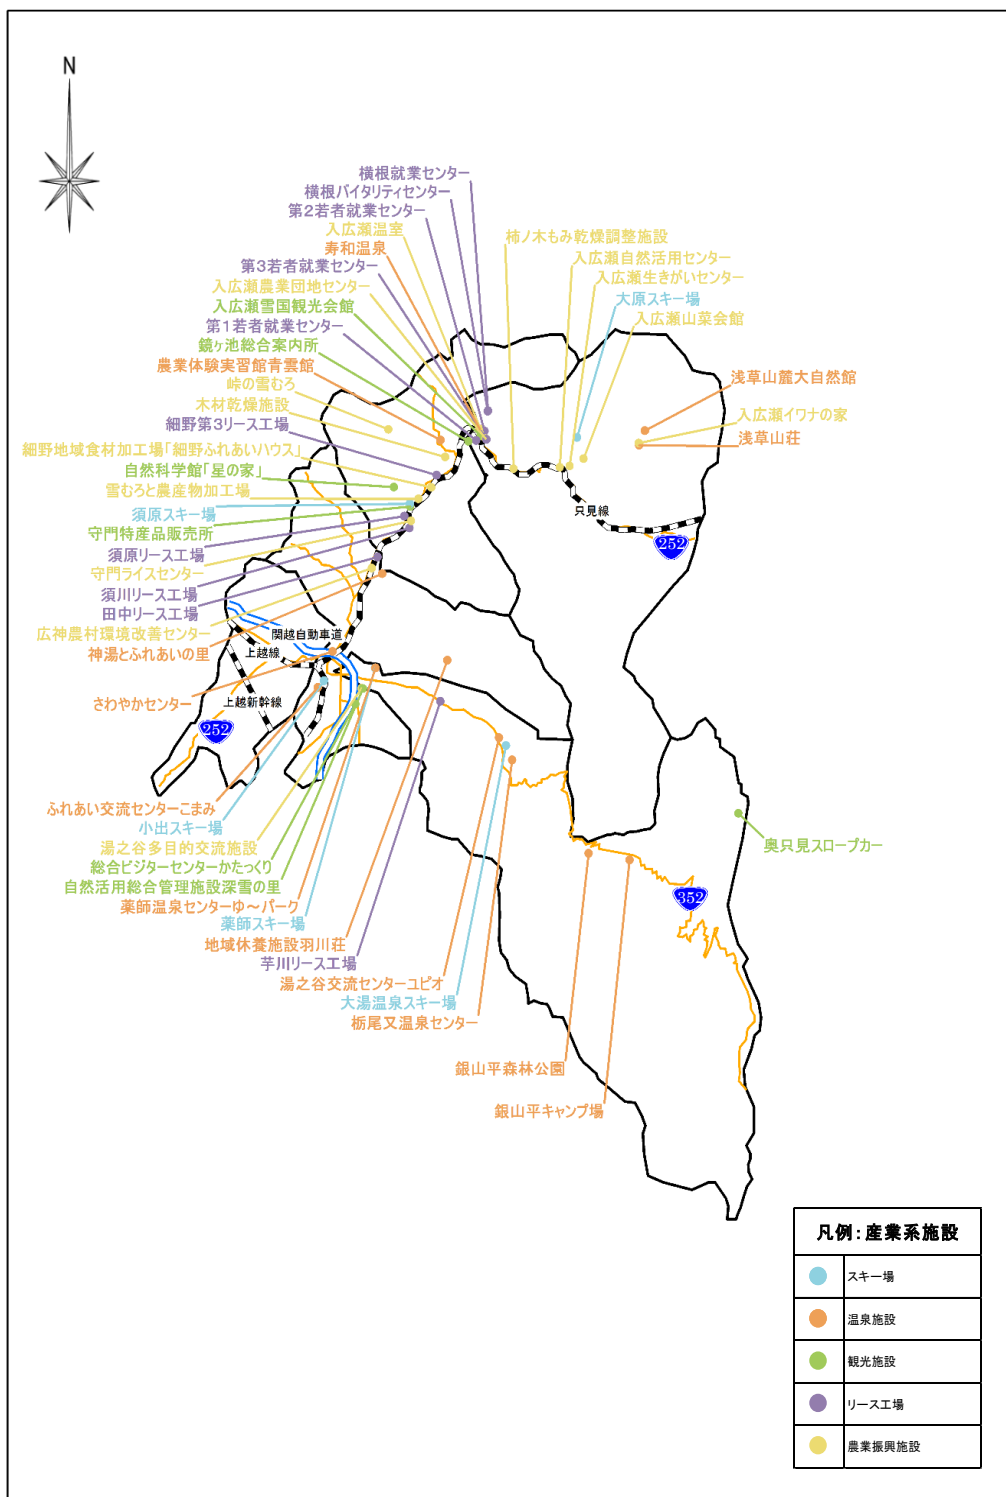 N
横根就業センター
横根バイタリティセンター
第2若者就業センター
入広瀬温室
寿和温泉
第3若者就業センター
入広瀬農業団地センター
入広瀬雪国観光会館
第1若者就業センター
鏡ヶ池総合案内所
農業体験実習館青雲館
峠の雪むろ
木材乾燥施設
細野第3リース工場
細野地域食材加工場「細野ふれあいハウス」
自然科学館「星の家」
雪むろと農産物加工場
須原スキー場
守門特産品販売所
須原リース工場
守門ライスセンター
須川リース工場
田中リース工場
広神農村環境改善センター
神湯とふれあいの里
さわやかセンター
柿ノ木もみ乾燥調整施設
入広瀬自然活用センター
入広瀬生きがいセンター
大原スキー場
入広瀬山菜会館
浅草山麓大自然館
入広瀬イワナの家
浅草山荘
只見線
252
関越自動車道
上越線
上越新幹線
252
ふれあい交流センターこまみ
小出スキー場
湯之谷多目的交流施設
総合ビジターセンターかたっくり
自然活用総合管理施設深雪の里
薬師温泉センターゆ～パーク
薬師スキー場
地域休養施設羽川荘
芋川リース工場
湯之谷交流センターユピオ
大湯温泉スキー場
栃尾又温泉センター
奥只見スロープカー
352
銀山平森林公園
銀山平キャンプ場
凡例：産業系施設
スキー場
温泉施設
観光施設
リース工場
農業振興施設